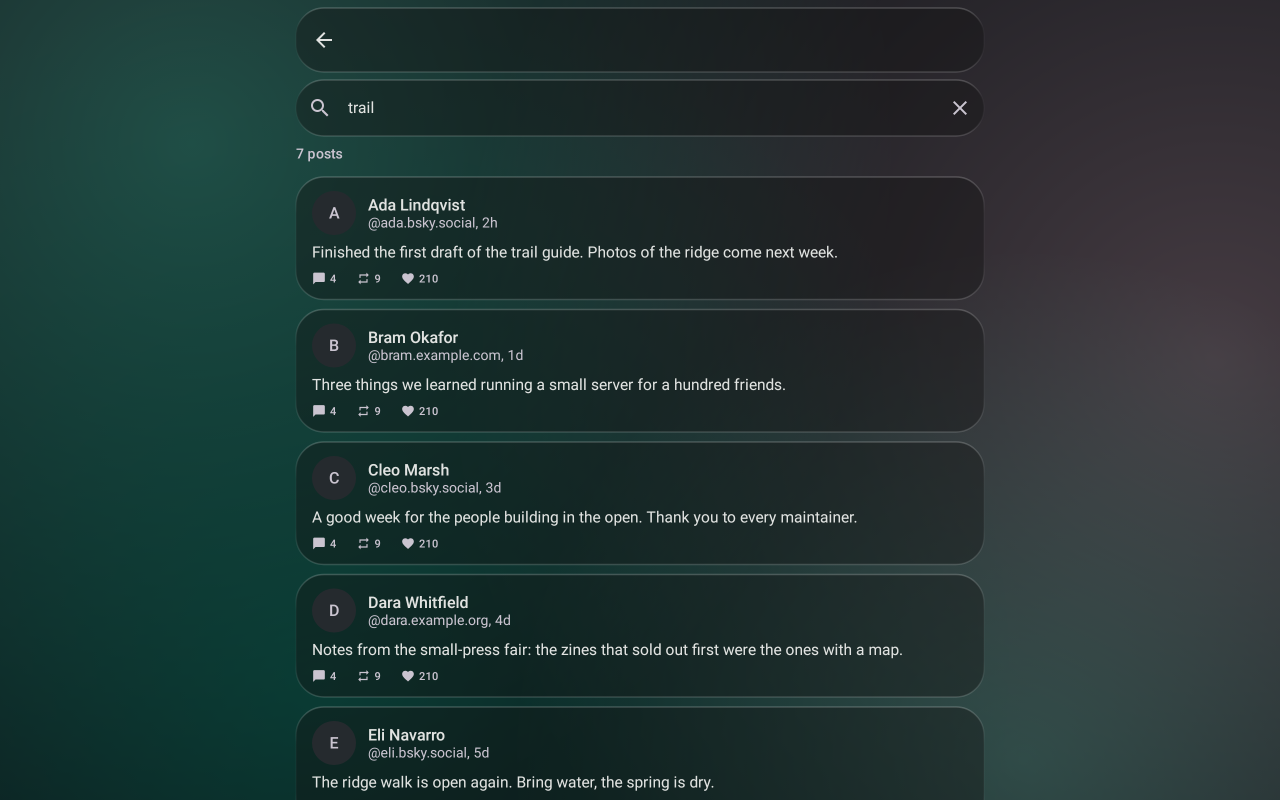 trail
7 posts
A
Ada Lindqvist
@ada.bsky.social, 2h
Finished the first draft of the trail guide. Photos of the ridge come next week.
4 9 210
B
Bram Okafor
@bram.example.com, 1d
Three things we learned running a small server for a hundred friends.
4 9 210
C
Cleo Marsh
@cleo.bsky.social, 3d
A good week for the people building in the open. Thank you to every maintainer.
4 9 210
D
Dara Whitfield
@dara.example.org, 4d
Notes from the small-press fair: the zines that sold out first were the ones with a map.
4 9 210
E
Eli Navarro
@eli.bsky.social, 5d
The ridge walk is open again. Bring water, the spring is dry.